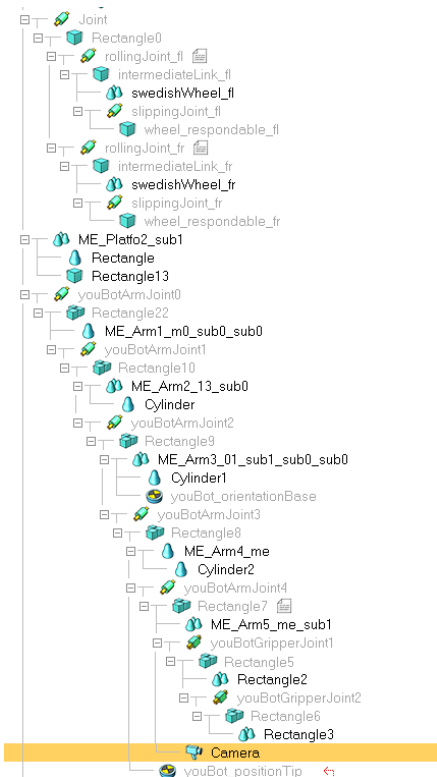 Joint
Rectangle0
rollingJoint_fl
intermediateLink_fl
swedishWheel_fl
slippingJoint_fl
wheel_respondable_fl
rollingJoint_fr
intermediateLink_fr
swedishWheel_fr
slippingJoint_fr
wheel_respondable_fr
ME_Platfo2_sub1
Rectangle
Rectangle13
youBotArmJoint0
Rectangle22
ME_Arm1_m0_sub0_sub0
youBotArmJoint1
Rectangle10
ME_Arm2_13_sub0
Cylinder
youBotArmJoint2
Rectangle9
ME_Arm3_01_sub1_sub0_sub0
Cylinder1
youBot_orientationBase
youBotArmJoint3
Rectangle8
ME_Arm4_me
Cylinder2
youBotArmJoint4
Rectangle7
ME_Arm5_me_sub1
youBotGripperJoint1
Rectangle5
Rectangle2
youBotGripperJoint2
Rectangle6
Rectangle3
Camera
youBot_positionTip